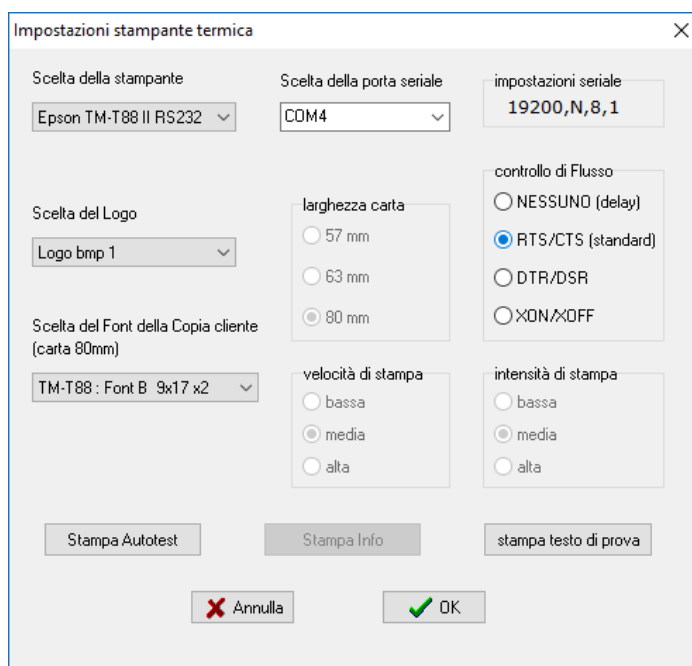 Impostazioni stampante termica
Scelta della stampante
Epson TM-T88 II RS232
Scelta della porta seriale
COM4
impostazioni seriale
19200,N,8,1
Scelta del Logo
Logo bmp 1
larghezza carta
57 mm
63 mm
80 mm
controllo di Flusso
NESSUNO (delay)
RTS/CTS (standard)
DTR/DSR
XON/XOFF
Scelta del Font della Copia cliente
(carta 80mm)
TM-T88 : Font B 9x17 x2
velocità di stampa
bassa
media
alta
intensità di stampa
bassa
media
alta
Stampa Autotest
Stampa Info
stampa testo di prova
Annulla
OK